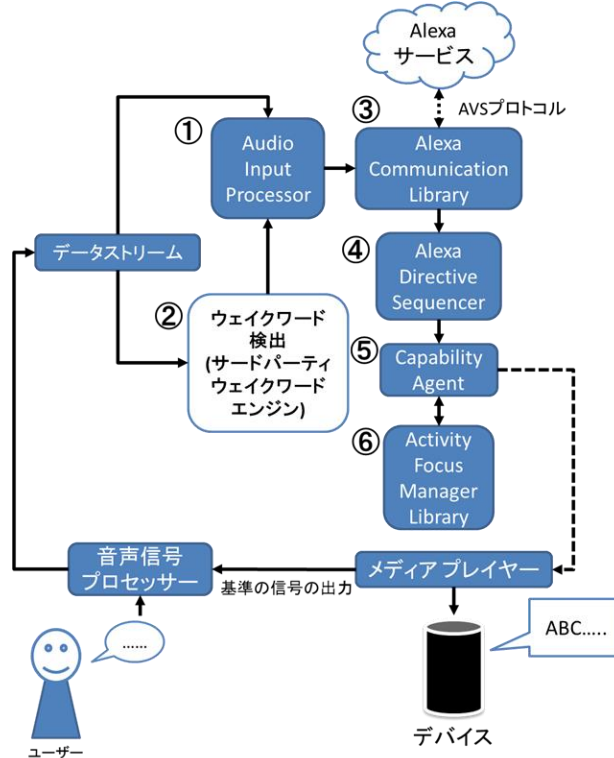 Alexa
サービス
AVSプロトコル
①
Audio
Input
Processor
③
Alexa
Communication
Library
データストリーム
②
ウェイクワード
検出
(サードパーティ
ウェイクワード
エンジン)
④
Alexa
Directive
Sequencer
⑤
Capability
Agent
⑥
Activity
Focus
Manager
Library
音声信号
プロセッサー
基準の信号の出力
メディア プレイヤー
......
ABC.....
ユーザー
デバイス